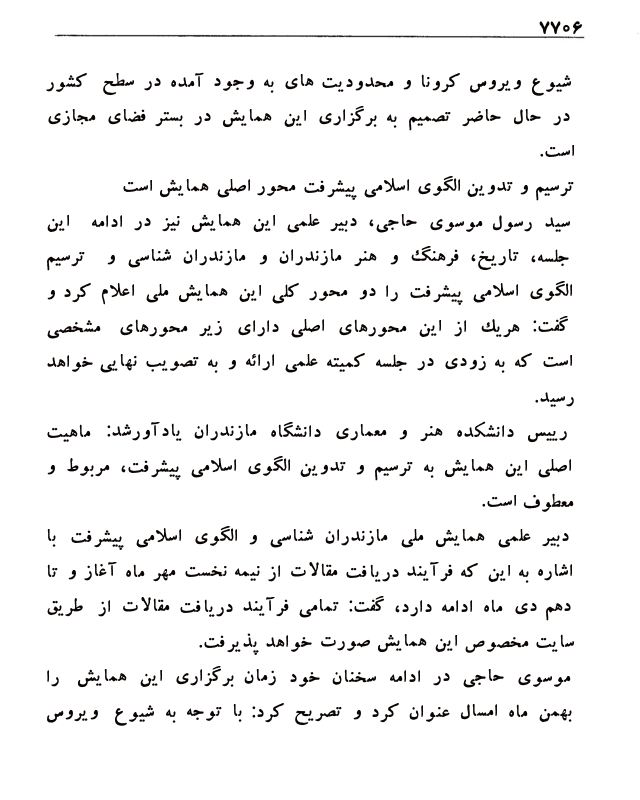 ۷۷۰۶
شیوع ویروس کرونا و محدودیت های به وجود آمده در سطح کشور
در حال حاضر تصمیم به برگزاری این همایش در بستر فضای مجازی
است.
ترسیم و تدوین الگوی اسلامی پیشرفت محور اصلی همایش است
سید رسول موسوی حاجی، دبیر علمی این همایش نیز در ادامه این
جلسه، تاریخ، فرهنگ و هنر مازندران و مازندران شناسی و ترسیم
الگوی اسلامی پیشرفت را دو محور کلی این همایش ملی اعلام کرد و
گفت: هریك از این محورهای اصلی دارای زیر محورهای مشخصی
است که به زودی در جلسه کمیته علمی ارائه و به تصویب نهایی خواهد
رسید.
رییس دانشکده هنر و معماری دانشگاه مازندران یادآورشد: ماهیت
اصلی این همایش به ترسیم و تدوین الگوی اسلامی پیشرفت، مربوط و
معطوف است.
دبیر علمی همایش ملی مازندران شناسی و الگوی اسلامی پیشرفت با
اشاره به این که فرآیند دریافت مقالات از نیمه نخست مهر ماه آغاز و تا
دهم دی ماه ادامه دارد، گفت: تمامی فرآیند دریافت مقالات از طریق
سایت مخصوص این همایش صورت خواهد پذیرفت.
موسوی حاجی در ادامه سخنان خود زمان برگزاری این همایش را
بهمن ماه امسال عنوان کرد و تصریح کرد: با توجه به شیوع ویروس